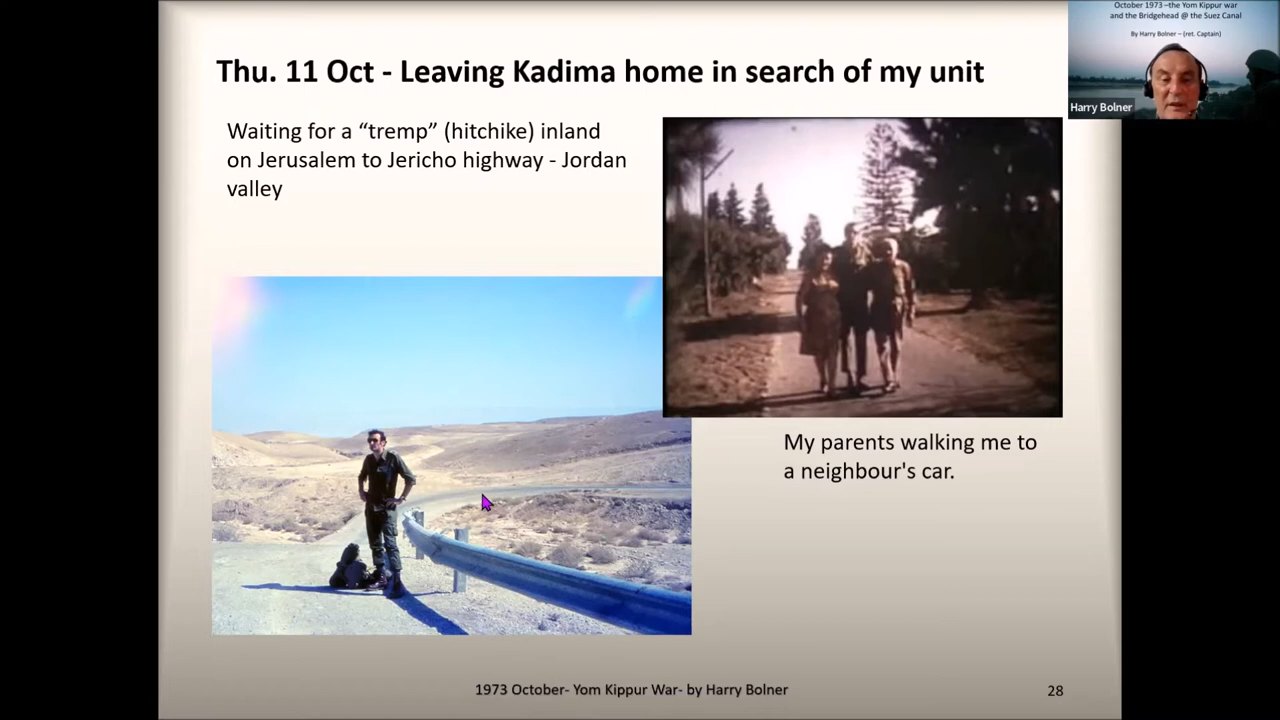 Thu. 11 Oct - Leaving Kadima home in search of my unit
Waiting for a “tremp” (hitchike) inland
on Jerusalem to Jericho highway - Jordan
valley
My parents walking me to
a neighbour's car.
1973 October- Yom Kippur War- by Harry Bolner
28
October 1973 –the Yom Kippur war
and the Bridgehead @ the Suez Canal
By Harry Bolner – (ret. Captain)
Harry Bolner